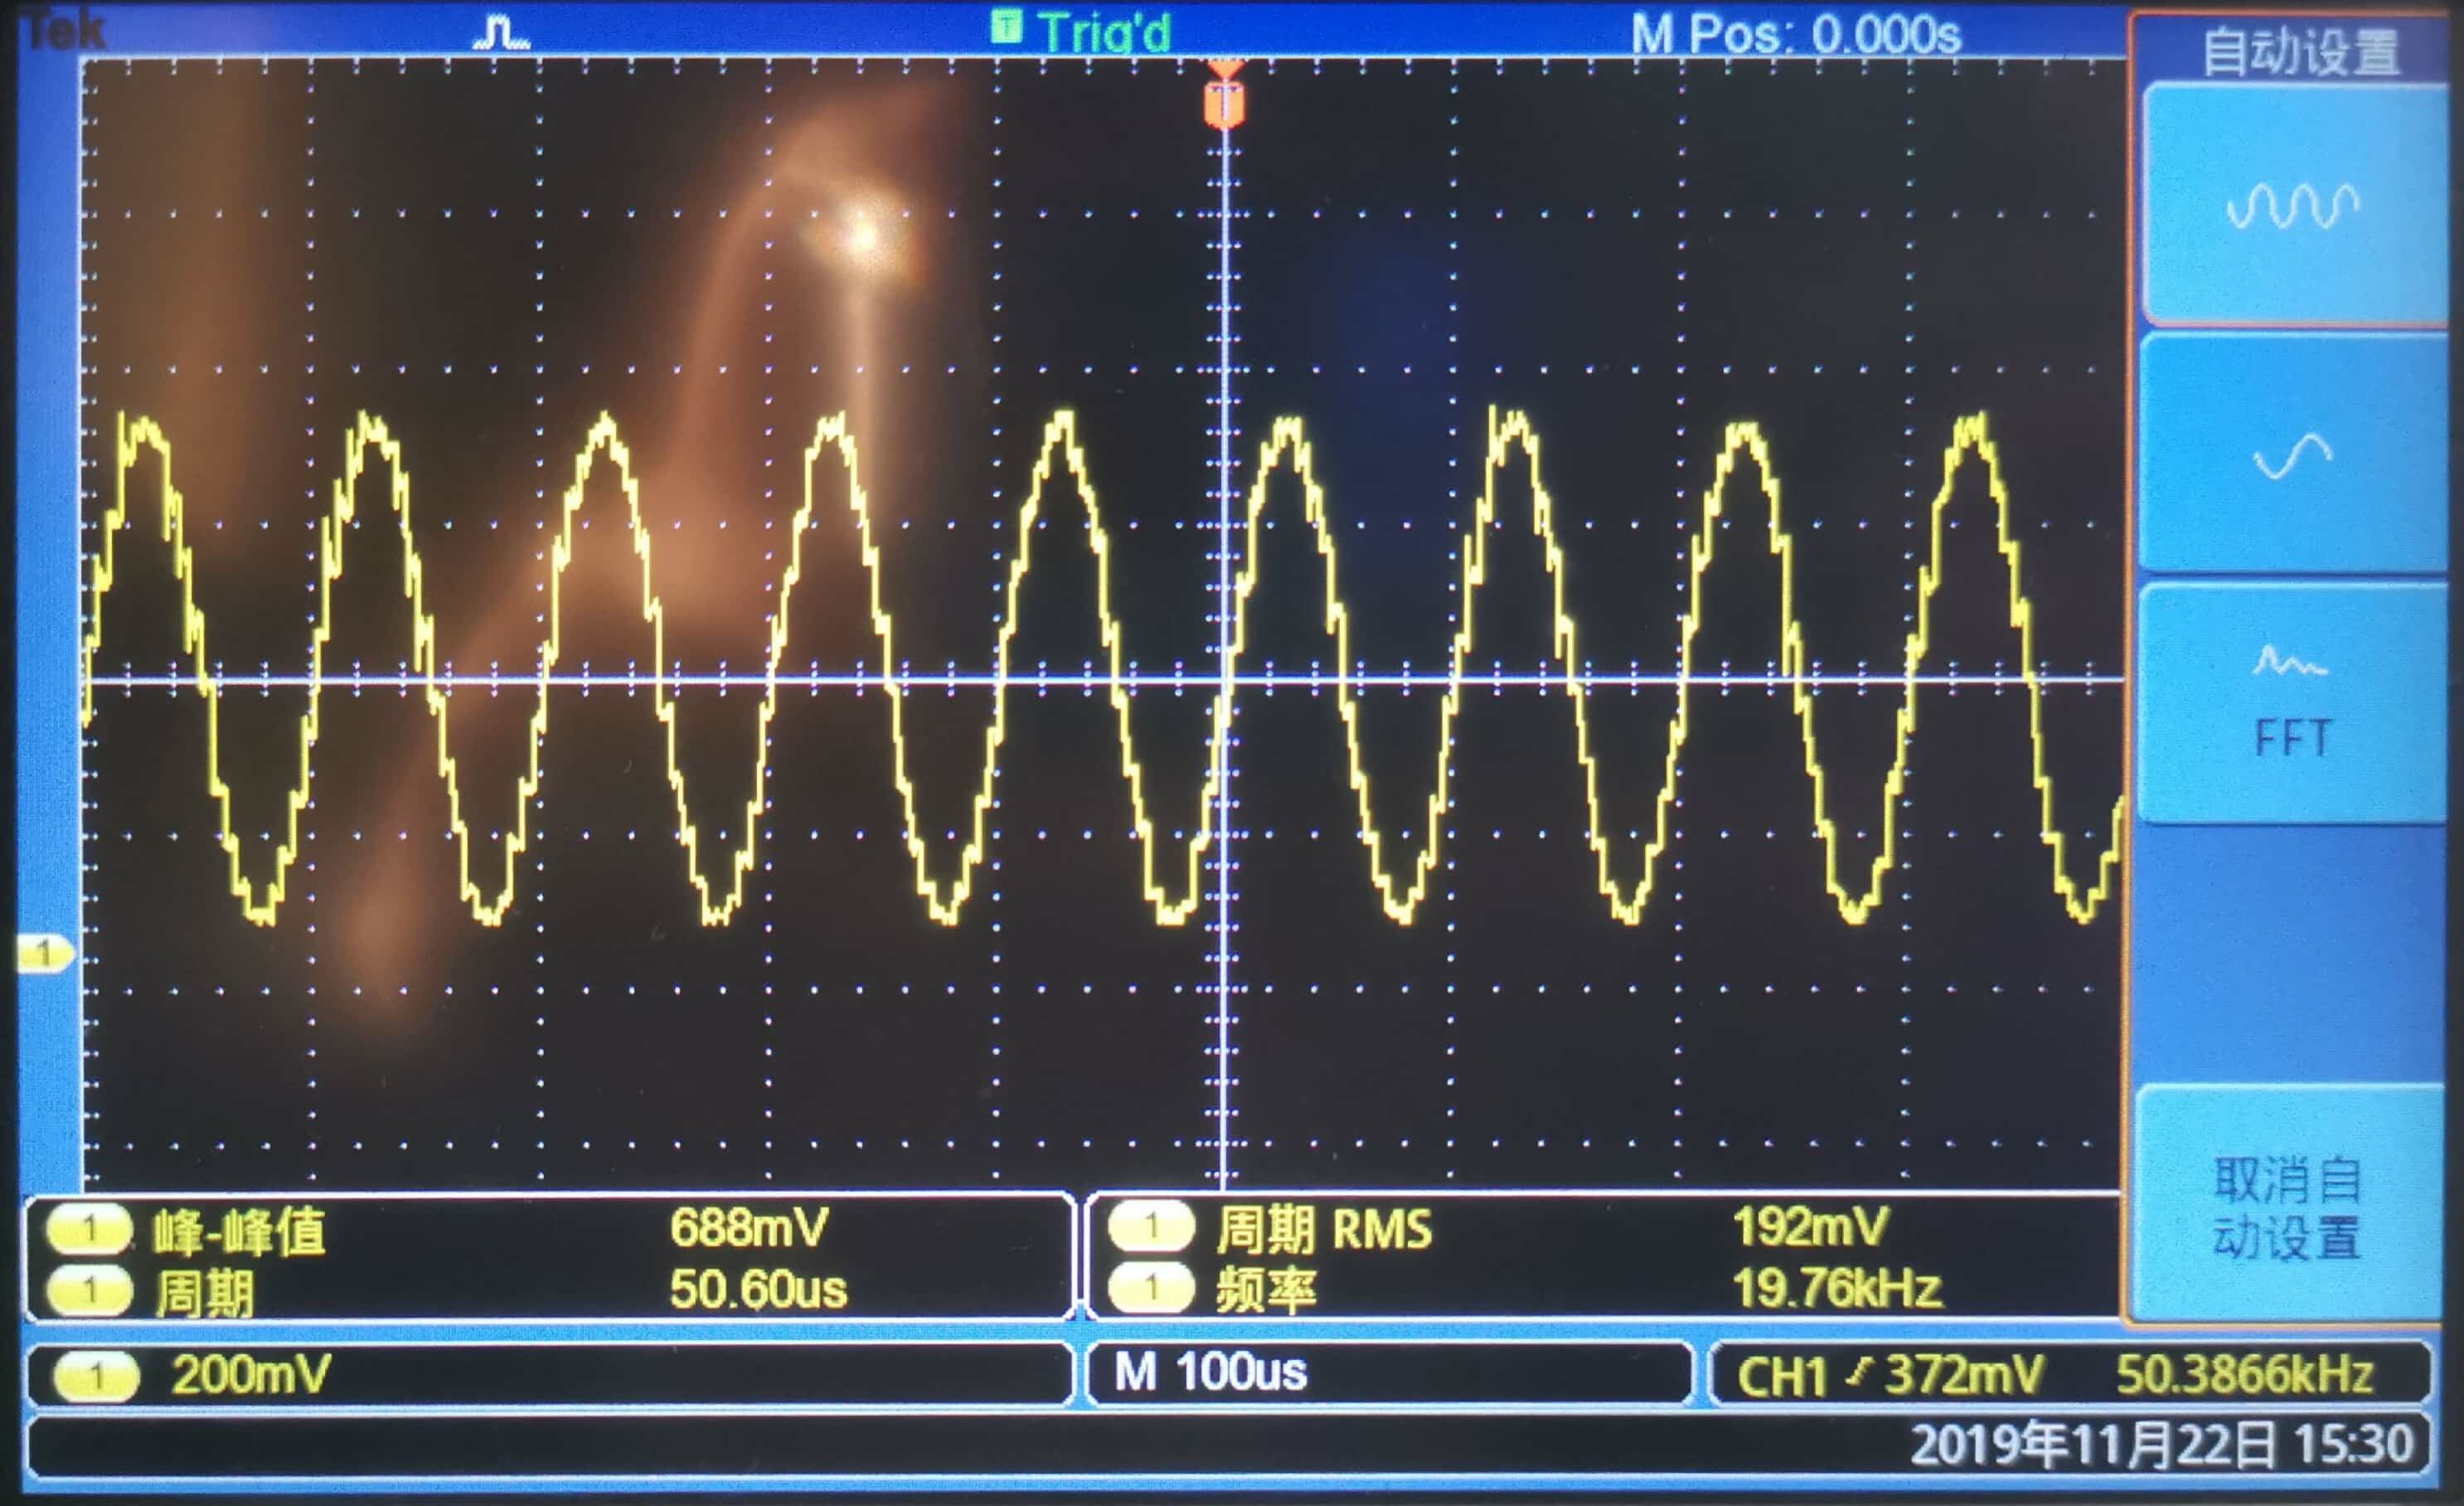 Tek
T Trig'd
M Pos: 0.000s
自动设置
T
FFT
取消自
动设置
1
1 峰-峰值 688mV
1 周期 50.60us
1 周期 RMS 192mV
1 频率 19.76kHz
1 200mV
M 100us
CH1 372mV 50.3866kHz
2019年11月22日 15:30